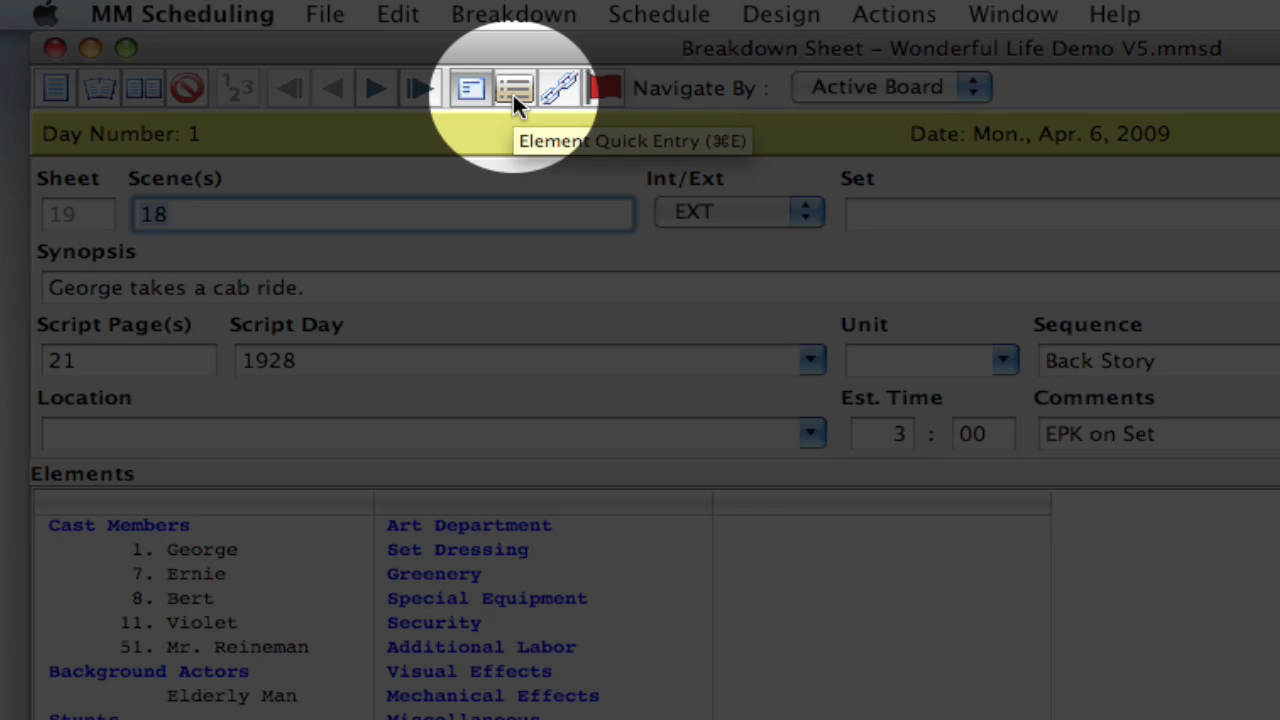 MM Scheduling File Edit Breakdown Schedule Design Actions Window Help
Breakdown Sheet – Wonderful Life Demo V5.mmsd
123 Navigate By : Active Board
Day Number: 1 Date: Mon., Apr. 6, 2009
Element Quick Entry (⌘E)
Sheet Scene(s) Int/Ext Set
19 18 EXT
Synopsis
George takes a cab ride.
Script Page(s) Script Day Unit Sequence
21 1928 Back Story
Location Est. Time Comments
3 : 00 EPK on Set
Elements
Cast Members Art Department
1. George Set Dressing
7. Ernie Greenery
8. Bert Special Equipment
11. Violet Security
51. Mr. Reineman Additional Labor
Background Actors Visual Effects
Elderly Man Mechanical Effects
Stunts Miscellaneous